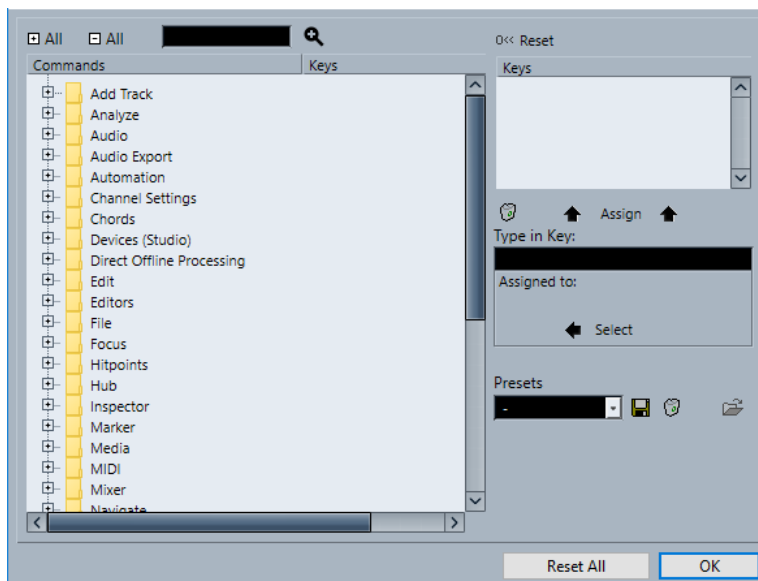 All All
0<< Reset
Commands Keys
Keys
Add Track
Analyze
Audio
Audio Export
Automation
Channel Settings
Chords
Devices (Studio)
Direct Offline Processing
Edit
Editors
File
Focus
Hitpoints
Hub
Inspector
Marker
Media
MIDI
Mixer
Navigate
Assign
Type in Key:
Assigned to:
Select
Presets
-
Reset All OK